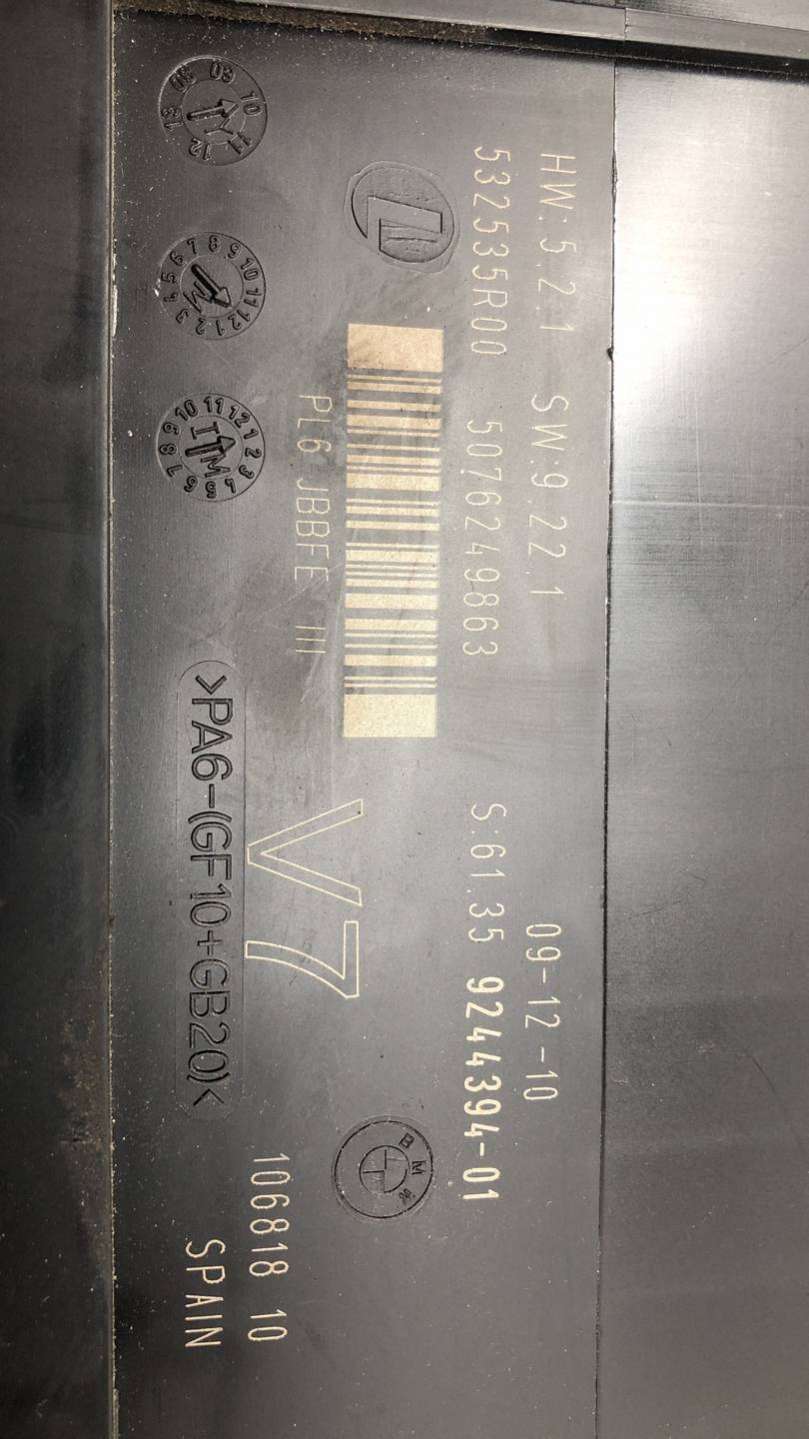 HW:5.2.1 SW:9.22.1 09-12-10
532535R00 5076249863 S:61.35 9244394-01
BMW
PL6 JBBFE III
V7
106818 10
>PA6-(GF10+GB20)<
SPAIN